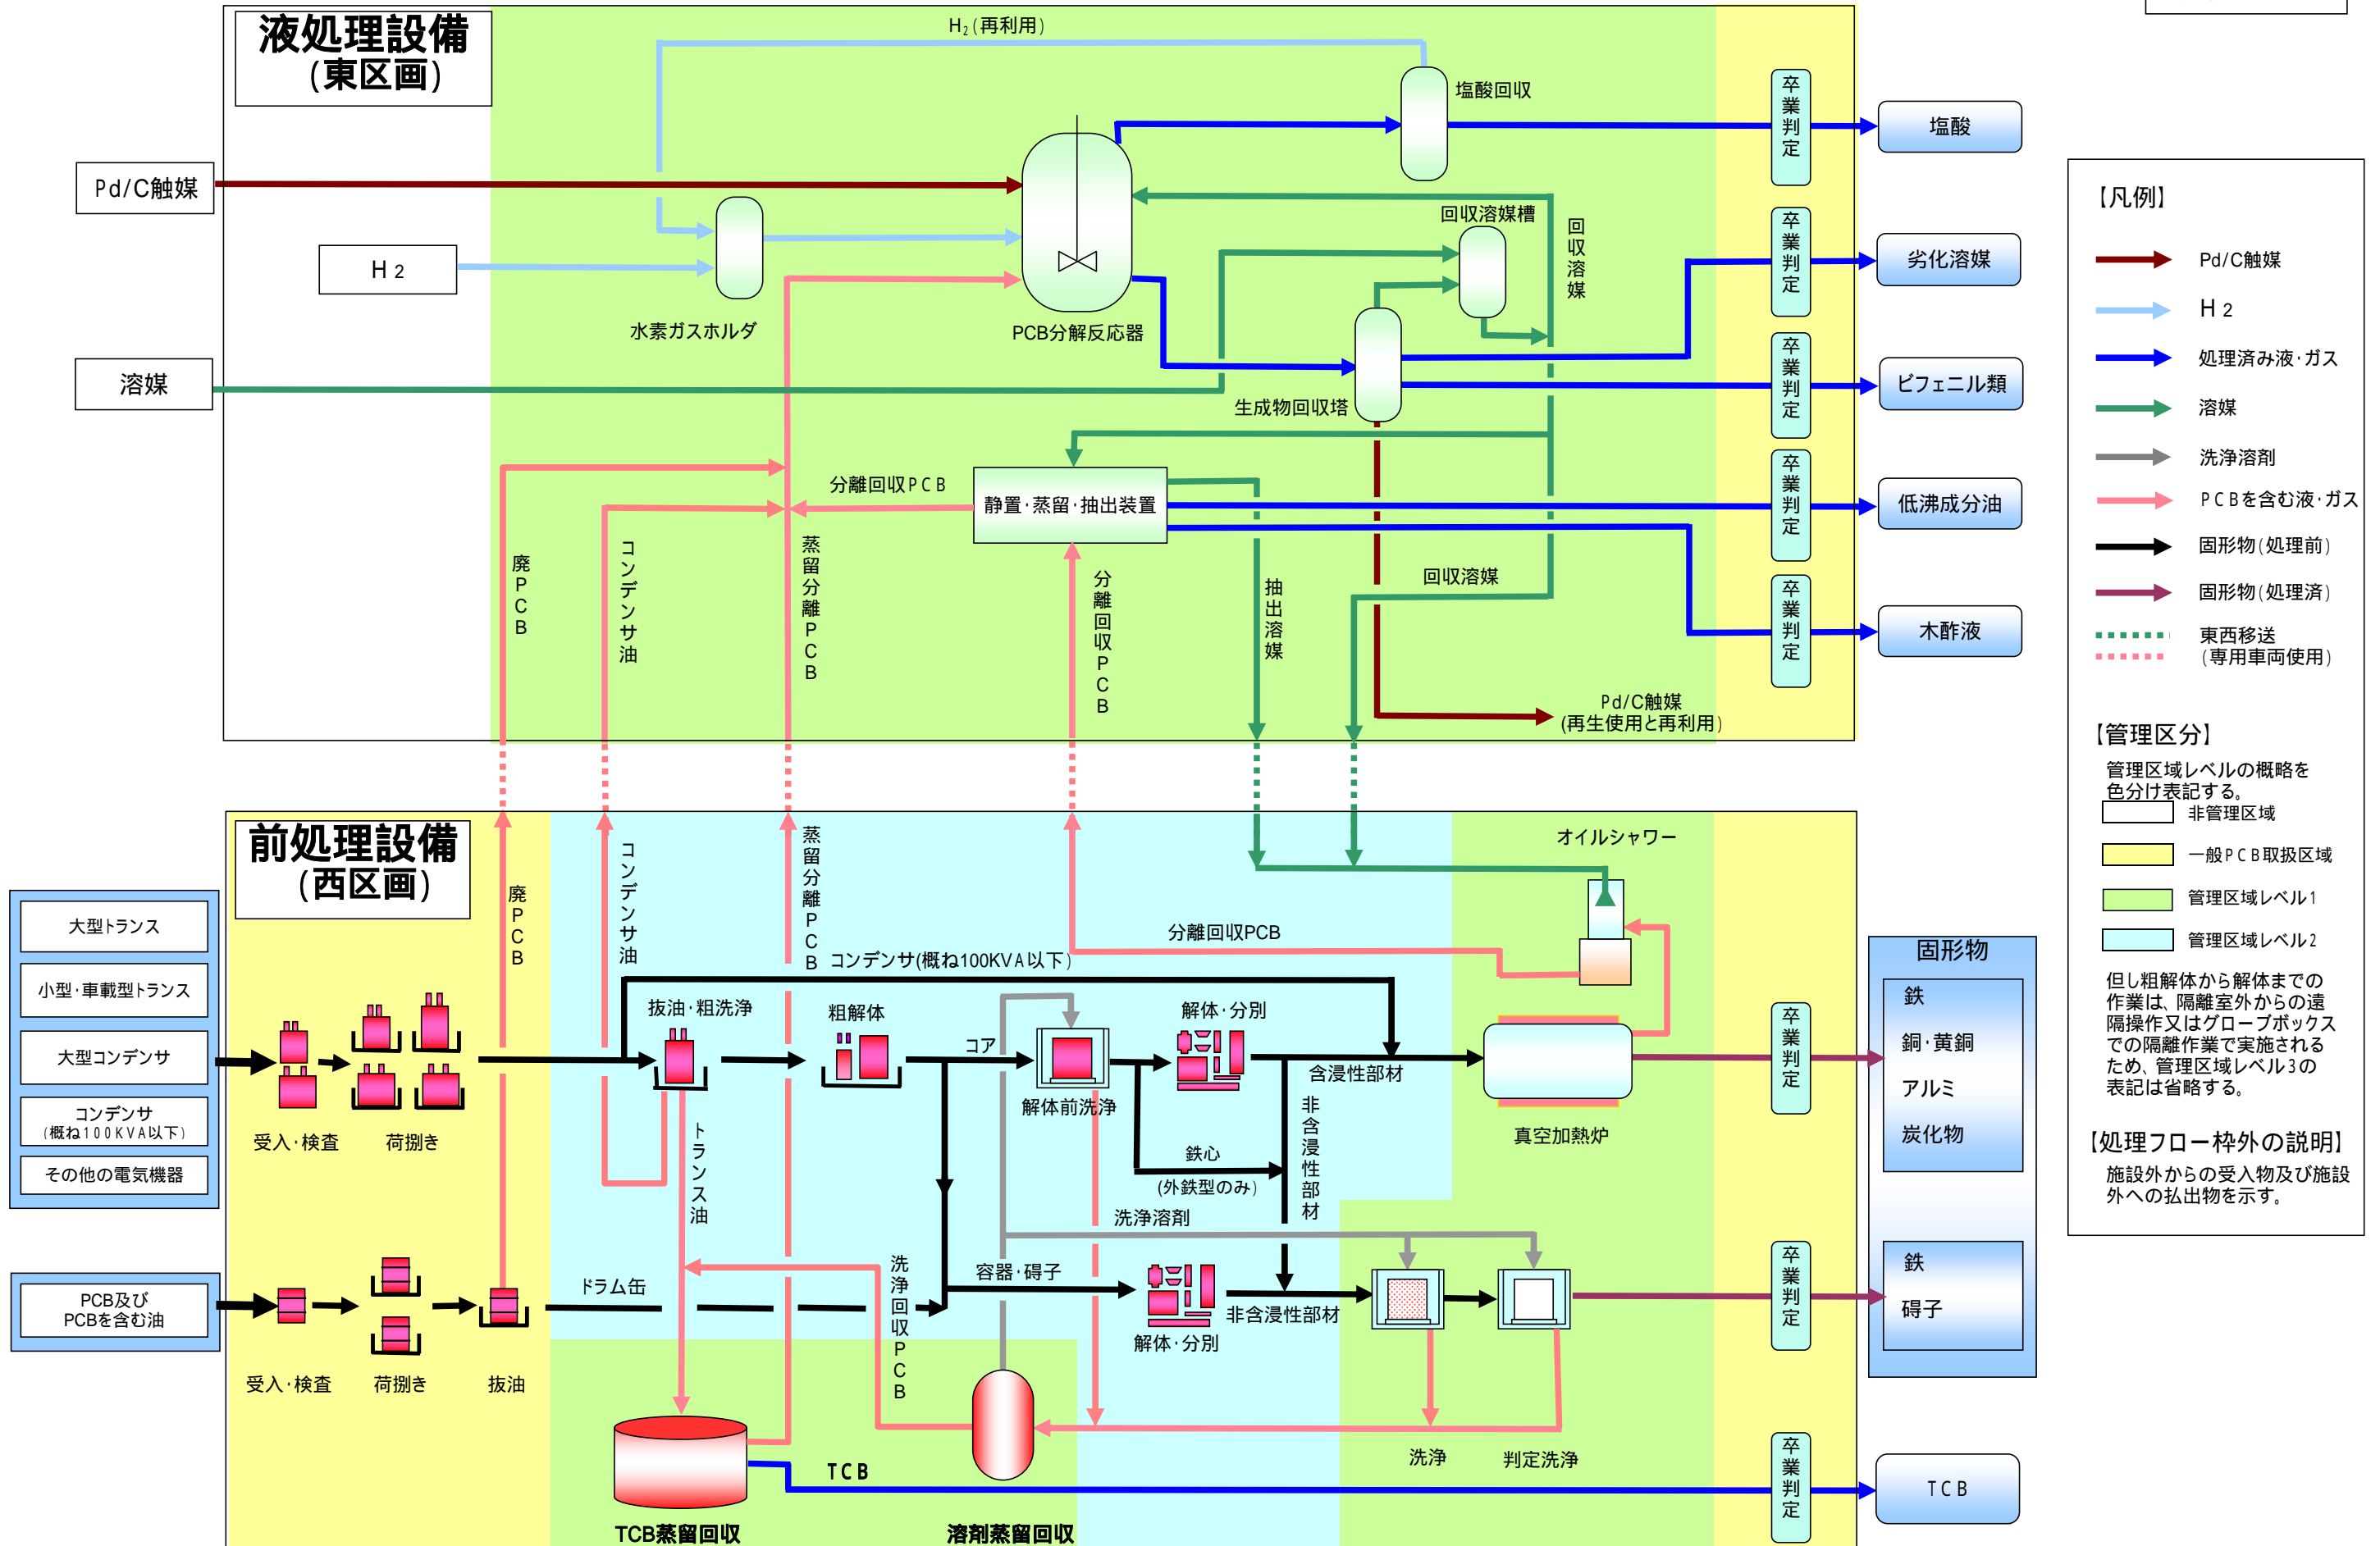 液処理設備
(東区画)
H2(再利用)
塩酸回収
卒業判定
塩酸
Pd/C触媒
H 2
水素ガスホルダ
PCB分解反応器
回収溶媒槽
回収溶媒
卒業判定
劣化溶媒
溶媒
生成物回収塔
卒業判定
ビフェニル類
分離回収PCB
静置・蒸留・抽出装置
卒業判定
低沸成分油
廃PCB
コンデンサ油
蒸留分離PCB
分離回収PCB
抽出溶媒
回収溶媒
卒業判定
木酢液
Pd/C触媒
(再生使用と再利用)
前処理設備
(西区画)
廃PCB
コンデンサ油
蒸留分離PCB
オイルシャワー
分離回収PCB
大型トランス
小型・車載型トランス
大型コンデンサ
コンデンサ
(概ね100KVA以下)
その他の電気機器
コンデンサ(概ね100KVA以下)
抜油・粗洗浄
粗解体
コア
解体前洗浄
解体・分別
含浸性部材
真空加熱炉
卒業判定
受入・検査
荷捌き
トランス油
鉄心
(外鉄型のみ)
非含浸性部材
洗浄溶剤
PCB及び
PCBを含む油
ドラム缶
洗浄回収PCB
容器・碍子
解体・分別
非含浸性部材
卒業判定
受入・検査
荷捌き
抜油
洗浄
判定洗浄
TCB
卒業判定
TCB
TCB蒸留回収
溶剤蒸留回収
固形物
鉄
銅・黄銅
アルミ
炭化物
鉄
碍子
【凡例】
Pd/C触媒
H 2
処理済み液・ガス
溶媒
洗浄溶剤
PCBを含む液・ガス
固形物(処理前)
固形物(処理済)
東西移送
(専用車両使用)
【管理区分】
管理区域レベルの概略を
色分け表記する。
非管理区域
一般PCB取扱区域
管理区域レベル1
管理区域レベル2
但し粗解体から解体までの
作業は、隔離室外からの遠
隔操作又はグローブボックス
での隔離作業で実施される
ため、管理区域レベル3の
表記は省略する。
【処理フロー枠外の説明】
施設外からの受入物及び施設
外への払出物を示す。